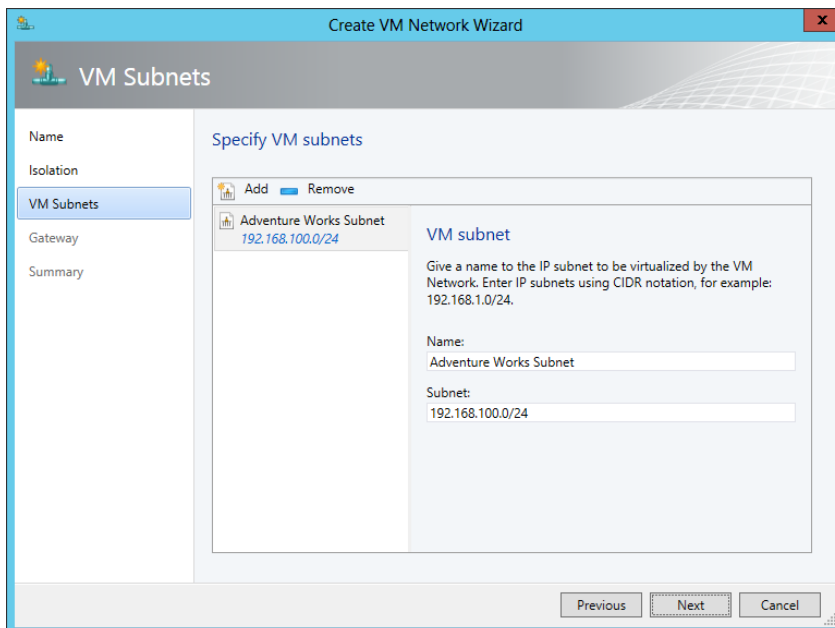 Create VM Network Wizard
x
VM Subnets
Name
Isolation
VM Subnets
Gateway
Summary
Specify VM subnets
Add Remove
Adventure Works Subnet
192.168.100.0/24
VM subnet
Give a name to the IP subnet to be virtualized by the VM
Network. Enter IP subnets using CIDR notation, for example:
192.168.1.0/24.
Name:
Adventure Works Subnet
Subnet:
192.168.100.0/24
Previous Next Cancel